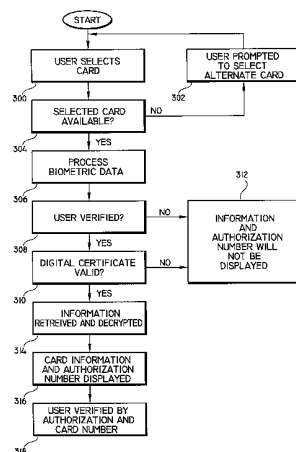 START
USER SELECTS
CARD
300
USER PROMPTED
TO SELECT
ALTERNATE CARD
302
SELECTED CARD
AVAILABLE?
NO
304
YES
PROCESS
BIOMETRIC DATA
306
312
USER VERIFIED?
NO
308
YES
INFORMATION
AND
AUTHORIZATION
NUMBER WILL
NOT BE
DISPLAYED
DIGITAL CERTIFICATE
VALID?
NO
310
YES
INFORMATION
RETREIVED AND DECRYPTED
314
CARD INFORMATION
AND AUTHORIZATION
NUMBER DISPLAYED
316
USER VERIFIED BY
AUTHORIZATION AND
CARD NUMBER
318